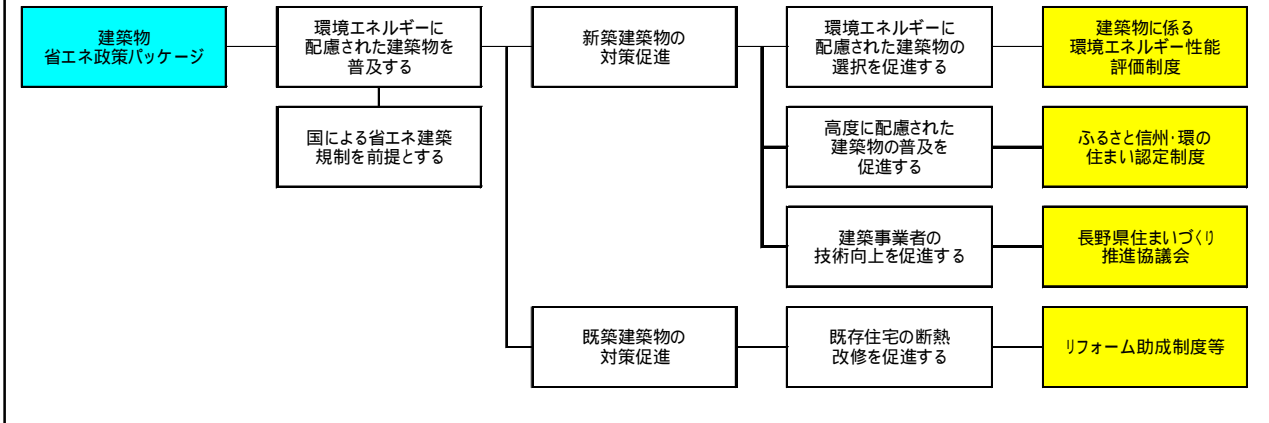 建築物
省エネ政策パッケージ
環境エネルギーに
配慮された建築物を
普及する
国による省エネ建築
規制を前提とする
新築建築物の
対策促進
環境エネルギーに
配慮された建築物の
選択を促進する
建築物に係る
環境エネルギー性能
評価制度
高度に配慮された
建築物の普及を
促進する
ふるさと信州・環の
住まい認定制度
建築事業者の
技術向上を促進する
長野県住まいづくり
推進協議会
既築建築物の
対策促進
既存住宅の断熱
改修を促進する
リフォーム助成制度等